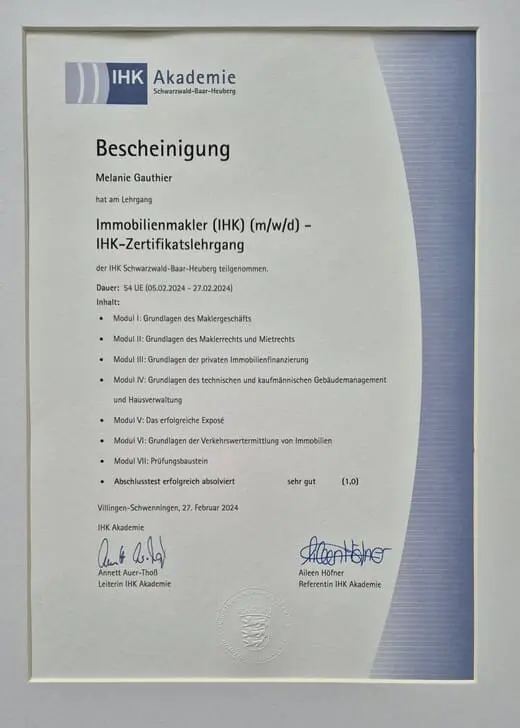 IHK Akademie
Schwarzwald-Baar-Heuberg
Bescheinigung
Melanie Gauthier
hat am Lehrgang
Immobilienmakler (IHK) (m/w/d) –
IHK-Zertifikatslehrgang
der IHK Schwarzwald-Baar-Heuberg teilgenommen.
Dauer: 54 UE (05.02.2024 - 27.02.2024)
Inhalt:
• Modul I: Grundlagen des Maklergeschäfts
• Modul II: Grundlagen des Maklerrechts und Mietrechts
• Modul III: Grundlagen der privaten Immobilienfinanzierung
• Modul IV: Grundlagen des technischen und kaufmännischen Gebäudemanagement
und Hausverwaltung
• Modul V: Das erfolgreiche Exposé
• Modul VI: Grundlagen der Verkehrswertermittlung von Immobilien
• Modul VII: Prüfungsbaustein
• Abschlusstest erfolgreich absolviert sehr gut (1,0)
Villingen-Schwenningen, 27. Februar 2024
IHK Akademie
Aileen Höfner
Annett Auer-Thoß
Leiterin IHK Akademie
Aileen Höfner
Referentin IHK Akademie